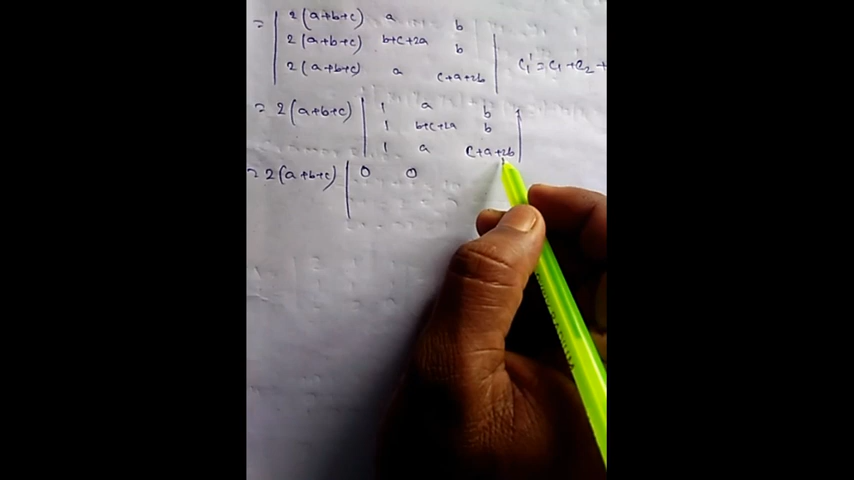 = | 2(a+b+c) a b |
| 2(a+b+c) b+c+2a b |
| 2(a+b+c) a c+a+2b | C₁' = C₁ + C₂ +
= 2(a+b+c) | 1 a b |
| 1 b+c+2a b |
| 1 a c+a+2b |
= 2(a+b+c) | 0 0